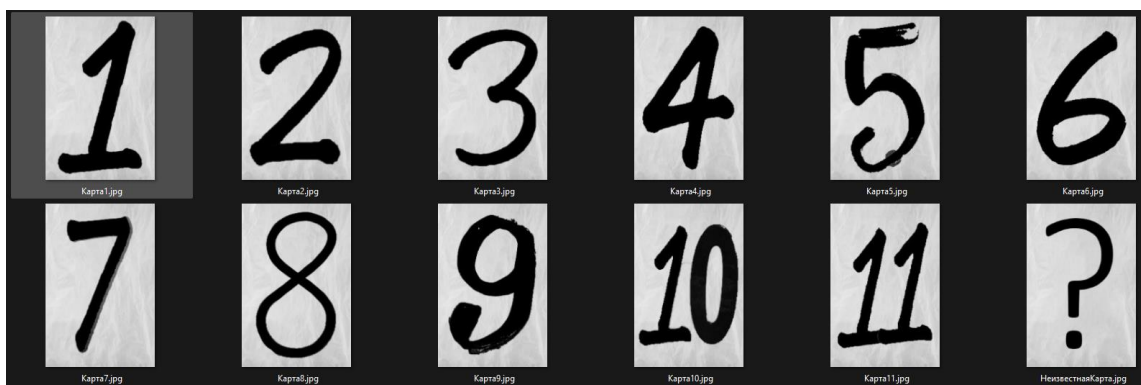 1 2 3 4 5 6
Карта1.jpg Карта2.jpg Карта3.jpg Карта4.jpg Карта5.jpg Карта6.jpg
7 8 9 10 11 ?
Карта7.jpg Карта8.jpg Карта9.jpg Карта10.jpg Карта11.jpg НеизвестнаяКарта.jpg